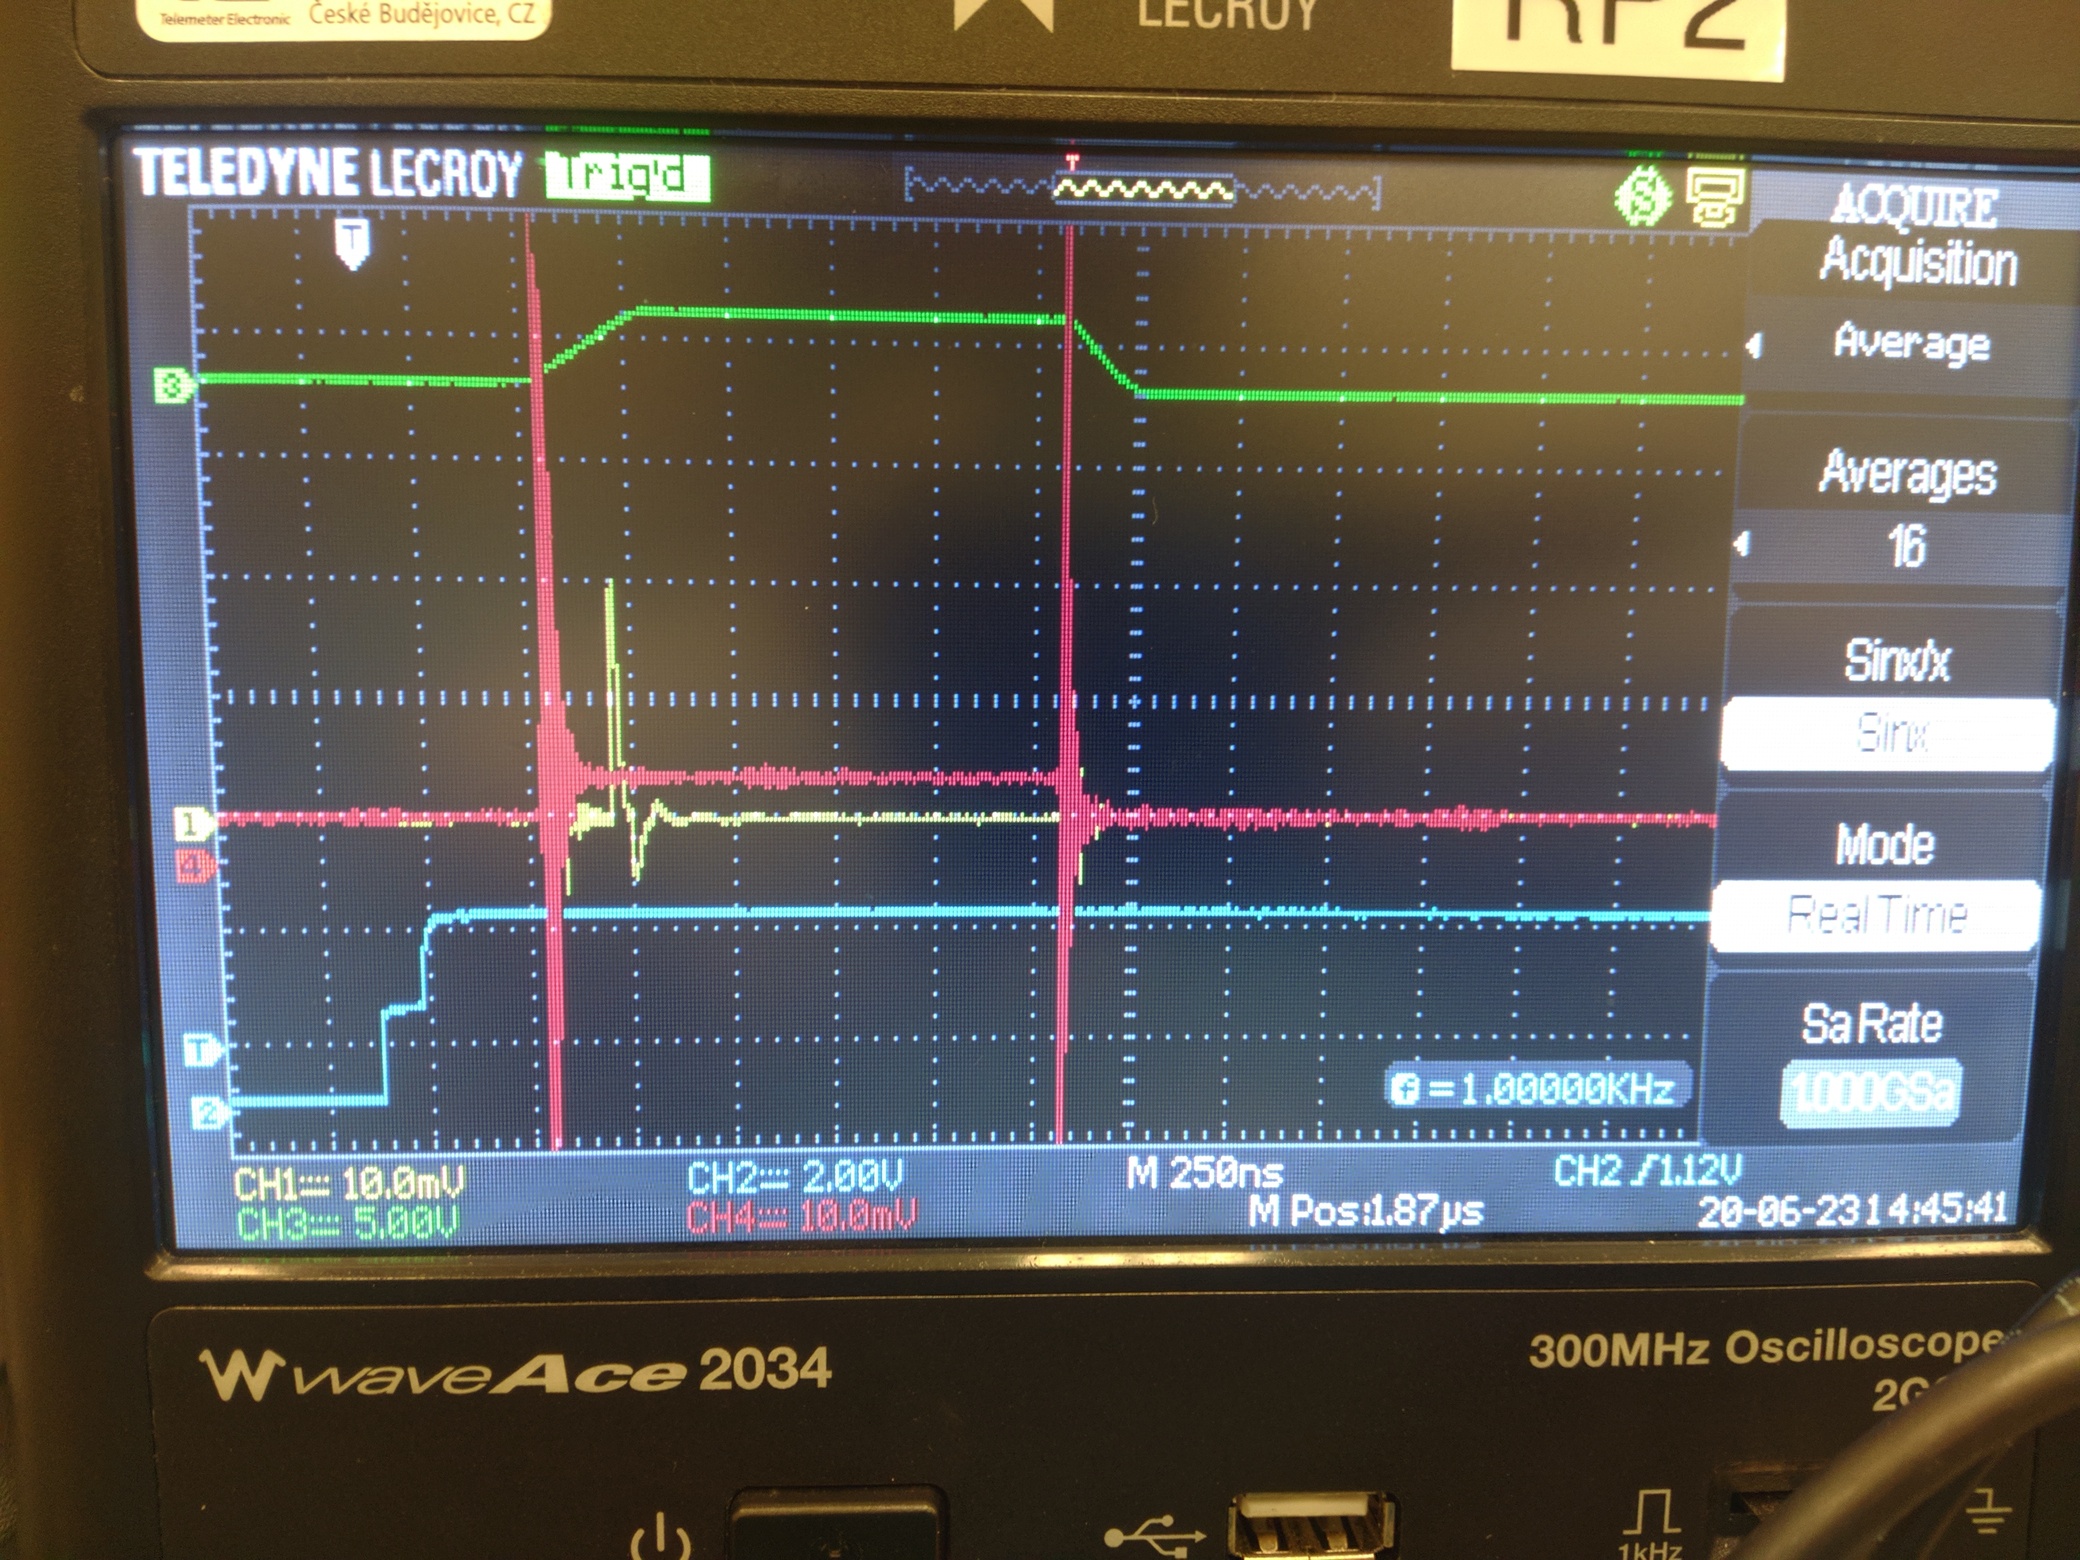 Telemeter Electronic České Budějovice, CZ
LECROY
RP2
TELEDYNE LECROY Trig'd
T
ACQUIRE
Acquisition
Average
Averages
16
Sinx/x
Sinx
Mode
Real Time
Sa Rate
1.000GSa
T
3
1
4
T
2
f = 1.00000KHz
CH1 10.0mV CH2 2.00V M 250ns CH2 /1.12V
CH3 5.00V CH4 10.0mV M Pos:1.87µs 20-06-23 14:45:41
waveAce 2034
300MHz Oscilloscope
2G
1kHz